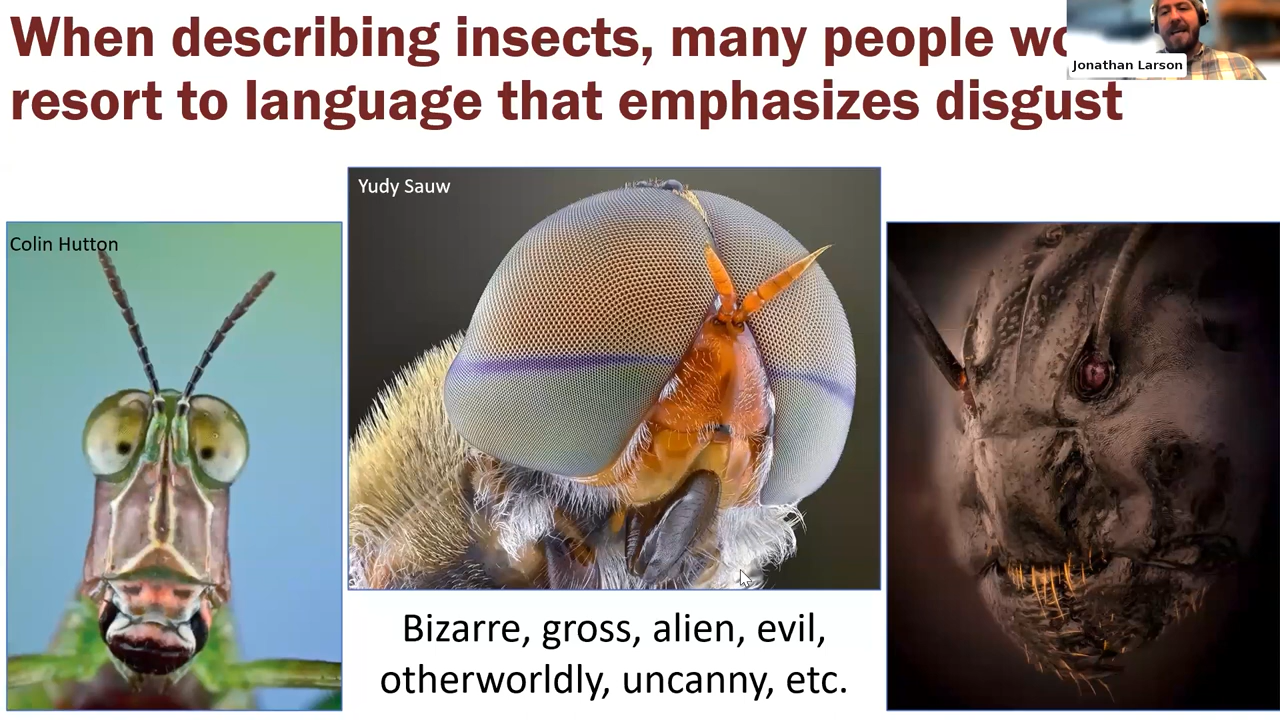 When describing insects, many people
resort to language that emphasizes disgust
Jonathan Larson
Yudy Sauw
Colin Hutton
Bizarre, gross, alien, evil,
otherworldly, uncanny, etc.